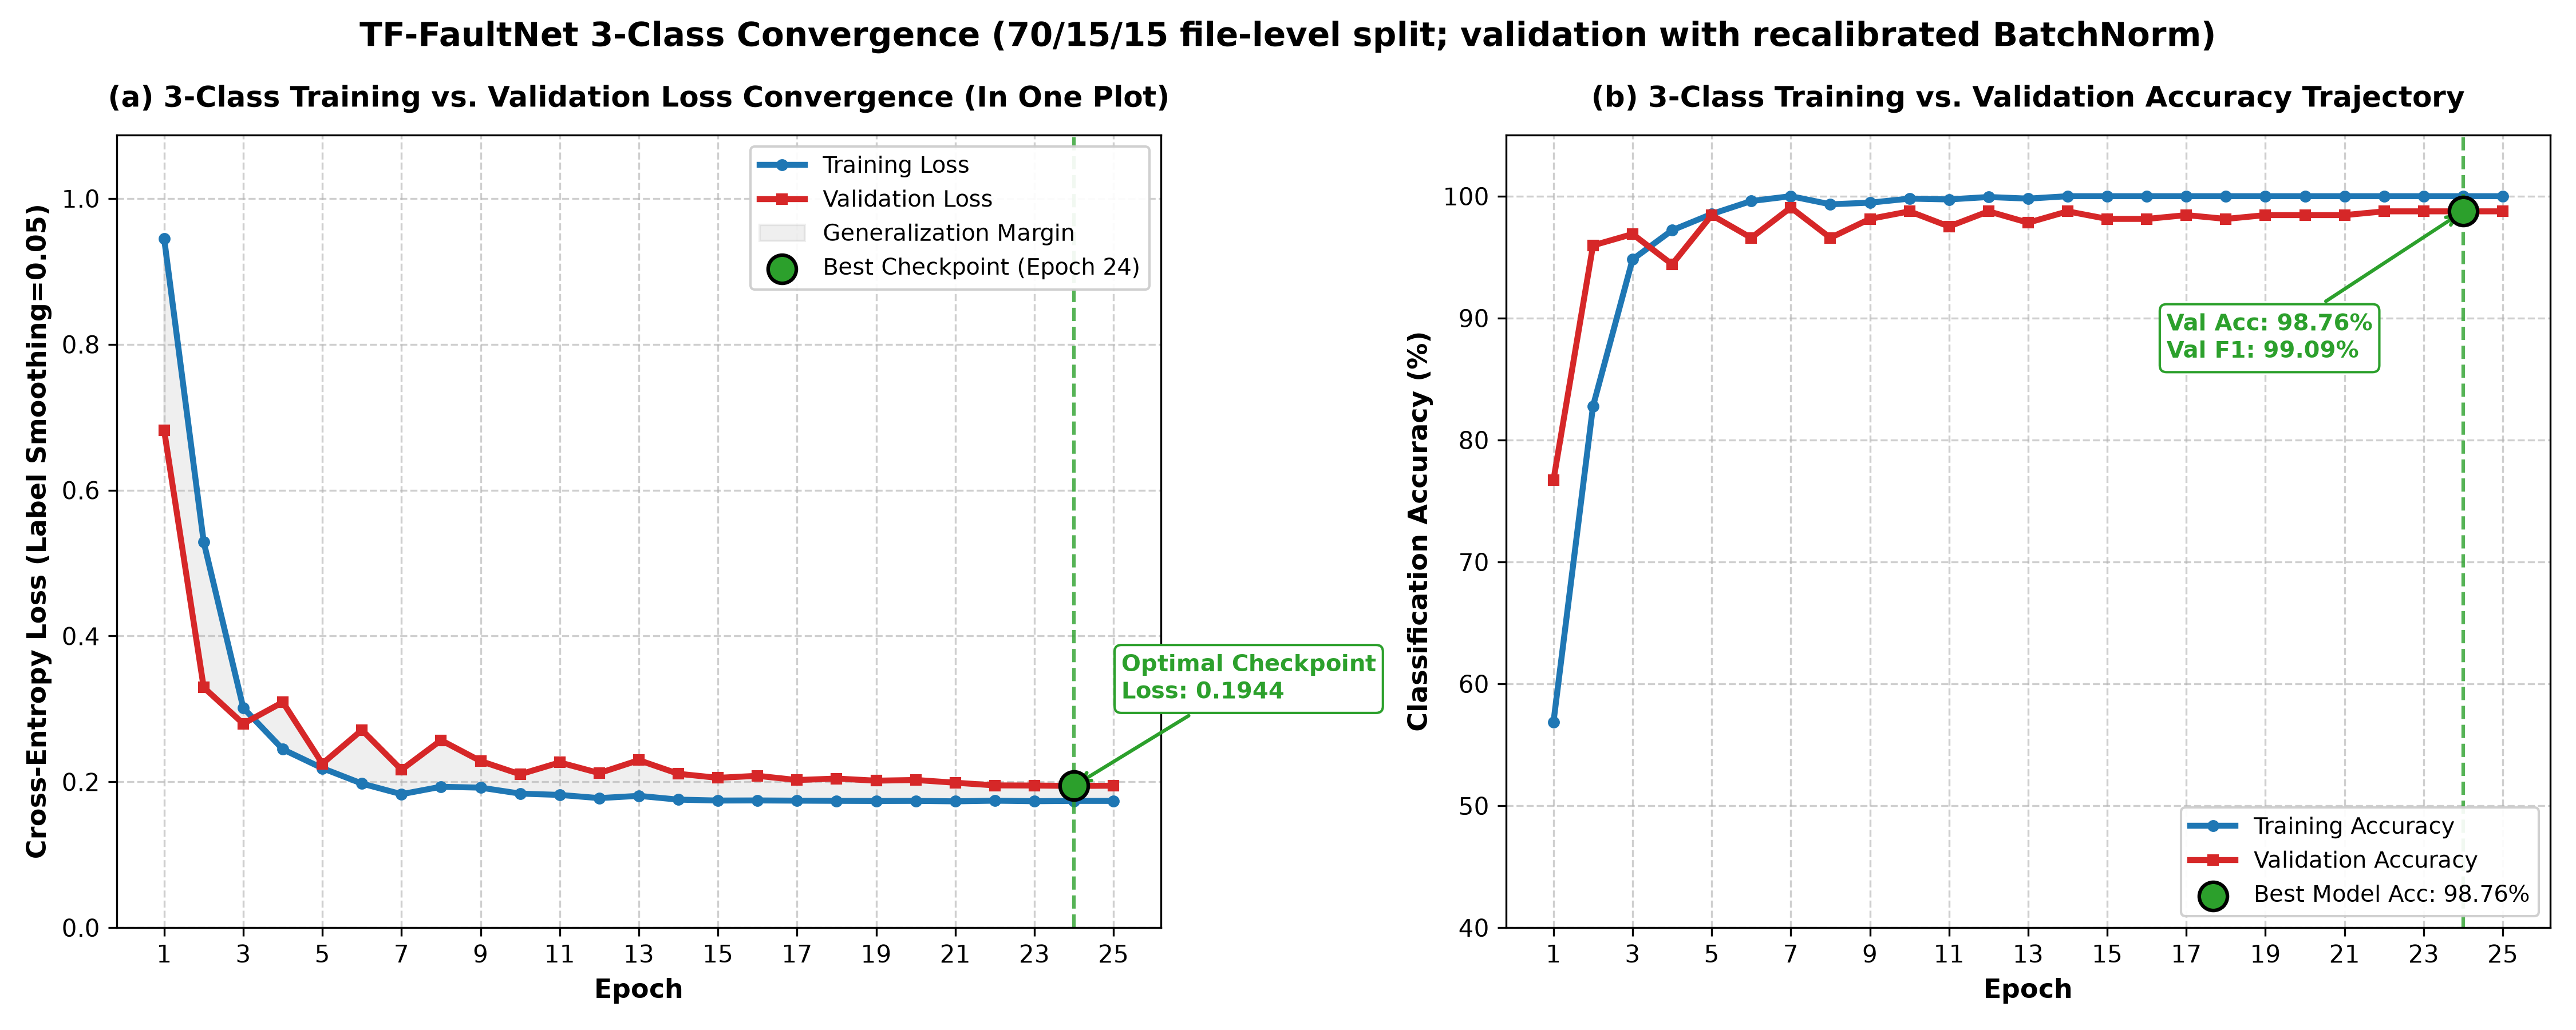 TF-FaultNet 3-Class Convergence (70/15/15 file-level split; validation with recalibrated BatchNorm)
(a) 3-Class Training vs. Validation Loss Convergence (In One Plot)
Cross-Entropy Loss (Label Smoothing=0.05)
1.0
0.8
0.6
0.4
0.2
0.0
Training Loss
Validation Loss
Generalization Margin
Best Checkpoint (Epoch 24)
Optimal Checkpoint
Loss: 0.1944
1 3 5 7 9 11 13 15 17 19 21 23 25
Epoch
(b) 3-Class Training vs. Validation Accuracy Trajectory
Classification Accuracy (%)
100
90
80
70
60
50
40
Val Acc: 98.76%
Val F1: 99.09%
Training Accuracy
Validation Accuracy
Best Model Acc: 98.76%
1 3 5 7 9 11 13 15 17 19 21 23 25
Epoch